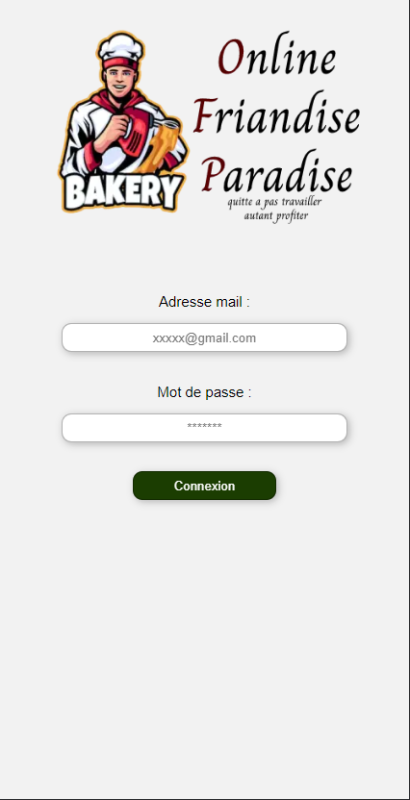 BAKERY
Online
Friandise
Paradise
quitte a pas travailler
autant profiter
Adresse mail :
xxxxx@gmail.com
Mot de passe :
*******
Connexion